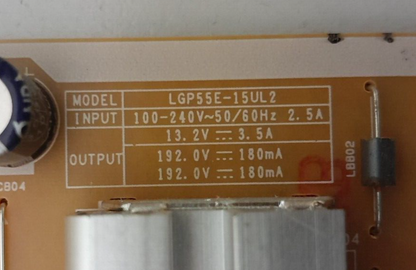 MODEL LGP55E-15UL2
INPUT 100-240V~50/60Hz 2.5A
OUTPUT
13.2V ⎓ 3.5A
192.0V ⎓ 180mA
192.0V ⎓ 180mA
LB802